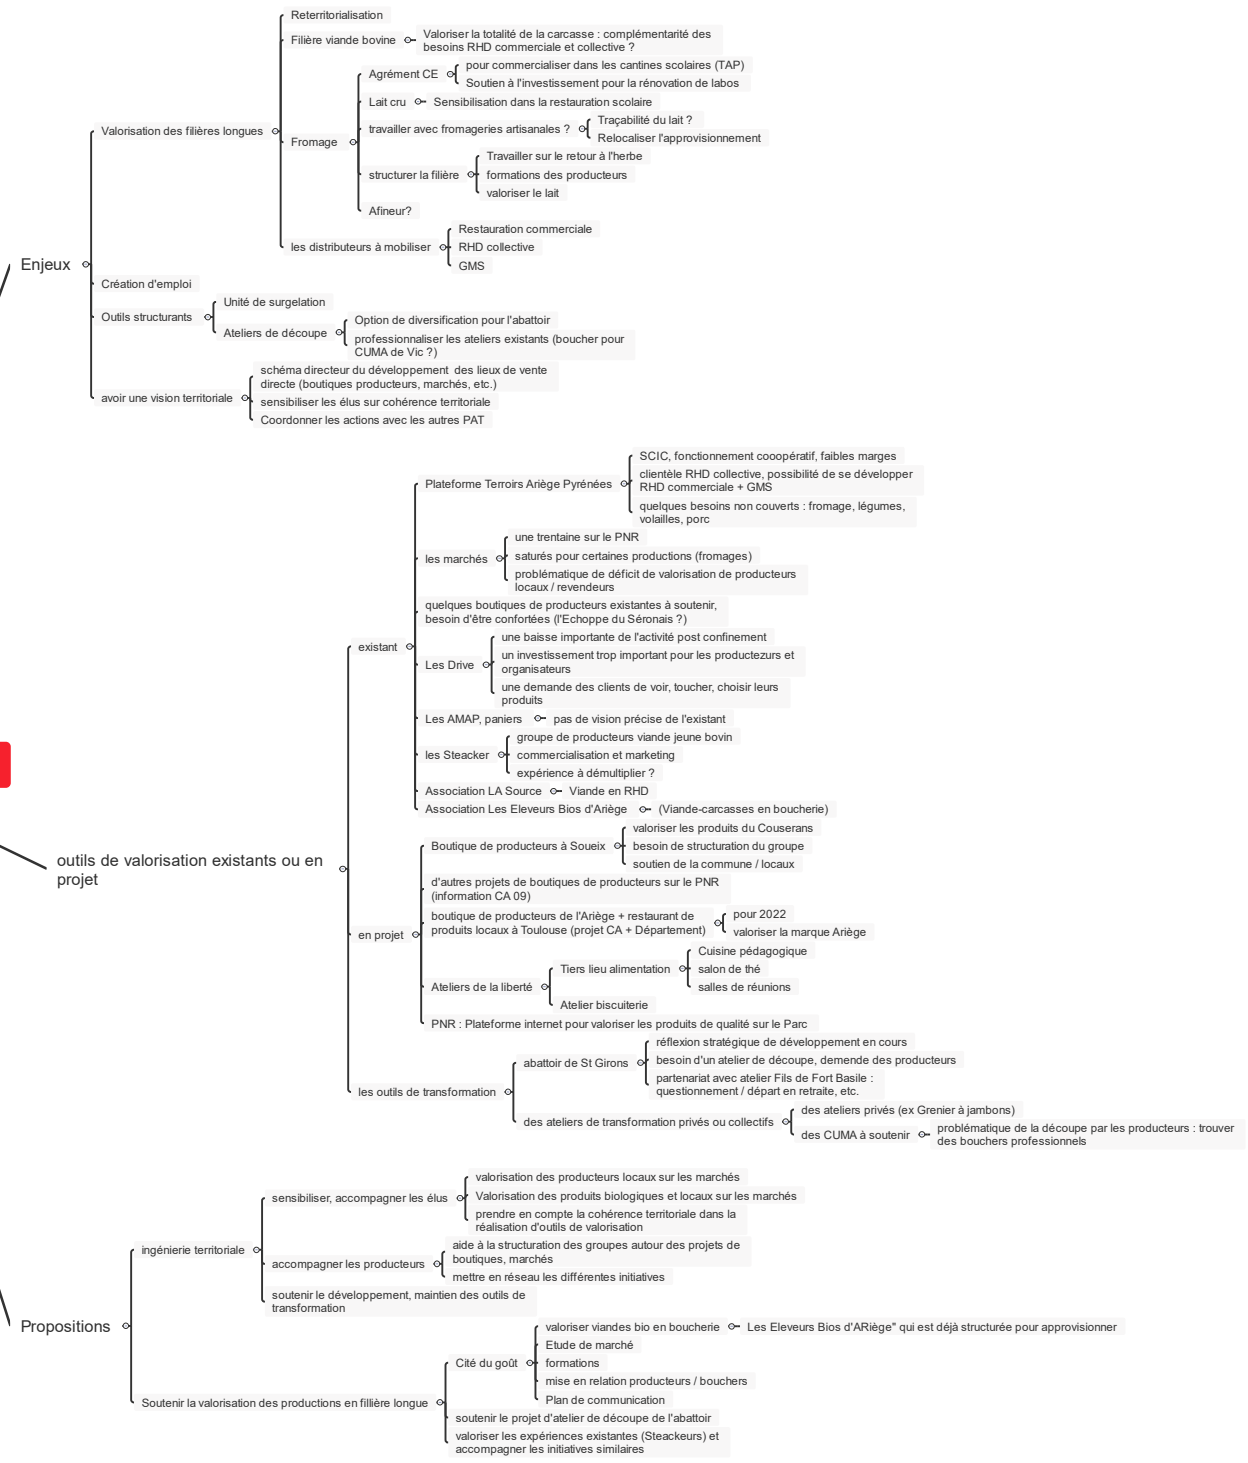 Enjeux
Valorisation des filières longues
Reterritorialisation
Filière viande bovine
Valoriser la totalité de la carcasse : complémentarité des
besoins RHD commerciale et collective ?
Fromage
Agrément CE
pour commercialiser dans les cantines scolaires (TAP)
Soutien à l'investissement pour la rénovation de labos
Lait cru
Sensibilisation dans la restauration scolaire
travailler avec fromageries artisanales ?
Traçabilité du lait ?
Relocaliser l'approvisionnement
structurer la filière
Travailler sur le retour à l'herbe
formations des producteurs
valoriser le lait
Afineur?
les distributeurs à mobiliser
Restauration commerciale
RHD collective
GMS
Création d'emploi
Outils structurants
Unité de surgelation
Ateliers de découpe
Option de diversification pour l'abattoir
professionnaliser les ateliers existants (boucher pour
CUMA de Vic ?)
avoir une vision territoriale
schéma directeur du développement  des lieux de vente
directe (boutiques producteurs, marchés, etc.)
sensibiliser les élus sur cohérence territoriale
Coordonner les actions avec les autres PAT
outils de valorisation existants ou en
projet
existant
Plateforme Terroirs Ariège Pyrénées
SCIC, fonctionnement cooopératif, faibles marges
clientèle RHD collective, possibilité de se développer
RHD commerciale + GMS
quelques besoins non couverts : fromage, légumes,
volailles, porc
les marchés
une trentaine sur le PNR
saturés pour certaines productions (fromages)
problématique de déficit de valorisation de producteurs
locaux / revendeurs
quelques boutiques de producteurs existantes à soutenir,
besoin d'être confortées (l'Echoppe du Séronais ?)
Les Drive
une baisse importante de l'activité post confinement
un investissement trop important pour les productezurs et
organisateurs
une demande des clients de voir, toucher, choisir leurs
produits
Les AMAP, paniers
pas de vision précise de l'existant
les Steacker
groupe de producteurs viande jeune bovin
commercialisation et marketing
expérience à démultiplier ?
Association LA Source
Viande en RHD
Association Les Eleveurs Bios d'Ariège
(Viande-carcasses en boucherie)
en projet
Boutique de producteurs à Soueix
valoriser les produits du Couserans
besoin de structuration du groupe
soutien de la commune / locaux
d'autres projets de boutiques de producteurs sur le PNR
(information CA 09)
boutique de producteurs de l'Ariège + restaurant de
produits locaux à Toulouse (projet CA + Département)
pour 2022
valoriser la marque Ariège
Ateliers de la liberté
Tiers lieu alimentation
Cuisine pédagogique
salon de thé
salles de réunions
Atelier biscuiterie
PNR : Plateforme internet pour valoriser les produits de qualité sur le Parc
les outils de transformation
abattoir de St Girons
réflexion stratégique de développement en cours
besoin d'un atelier de découpe, demende des producteurs
partenariat avec atelier Fils de Fort Basile :
questionnement / départ en retraite, etc.
des ateliers de transformation privés ou collectifs
des ateliers privés (ex Grenier à jambons)
des CUMA à soutenir
problématique de la découpe par les producteurs : trouver
des bouchers professionnels
Propositions
ingénierie territoriale
sensibiliser, accompagner les élus
valorisation des producteurs locaux sur les marchés
Valorisation des produits biologiques et locaux sur les marchés
prendre en compte la cohérence territoriale dans la
réalisation d'outils de valorisation
accompagner les producteurs
aide à la structuration des groupes autour des projets de
boutiques, marchés
mettre en réseau les différentes initiatives
soutenir le développement, maintien des outils de
transformation
Soutenir la valorisation des productions en fillière longue
Cité du goût
valoriser viandes bio en boucherie
Les Eleveurs Bios d'ARiège" qui est déjà structurée pour approvisionner
Etude de marché
formations
mise en relation producteurs / bouchers
Plan de communication
soutenir le projet d'atelier de découpe de l'abattoir
valoriser les expériences existantes (Steackeurs) et
accompagner les initiatives similaires